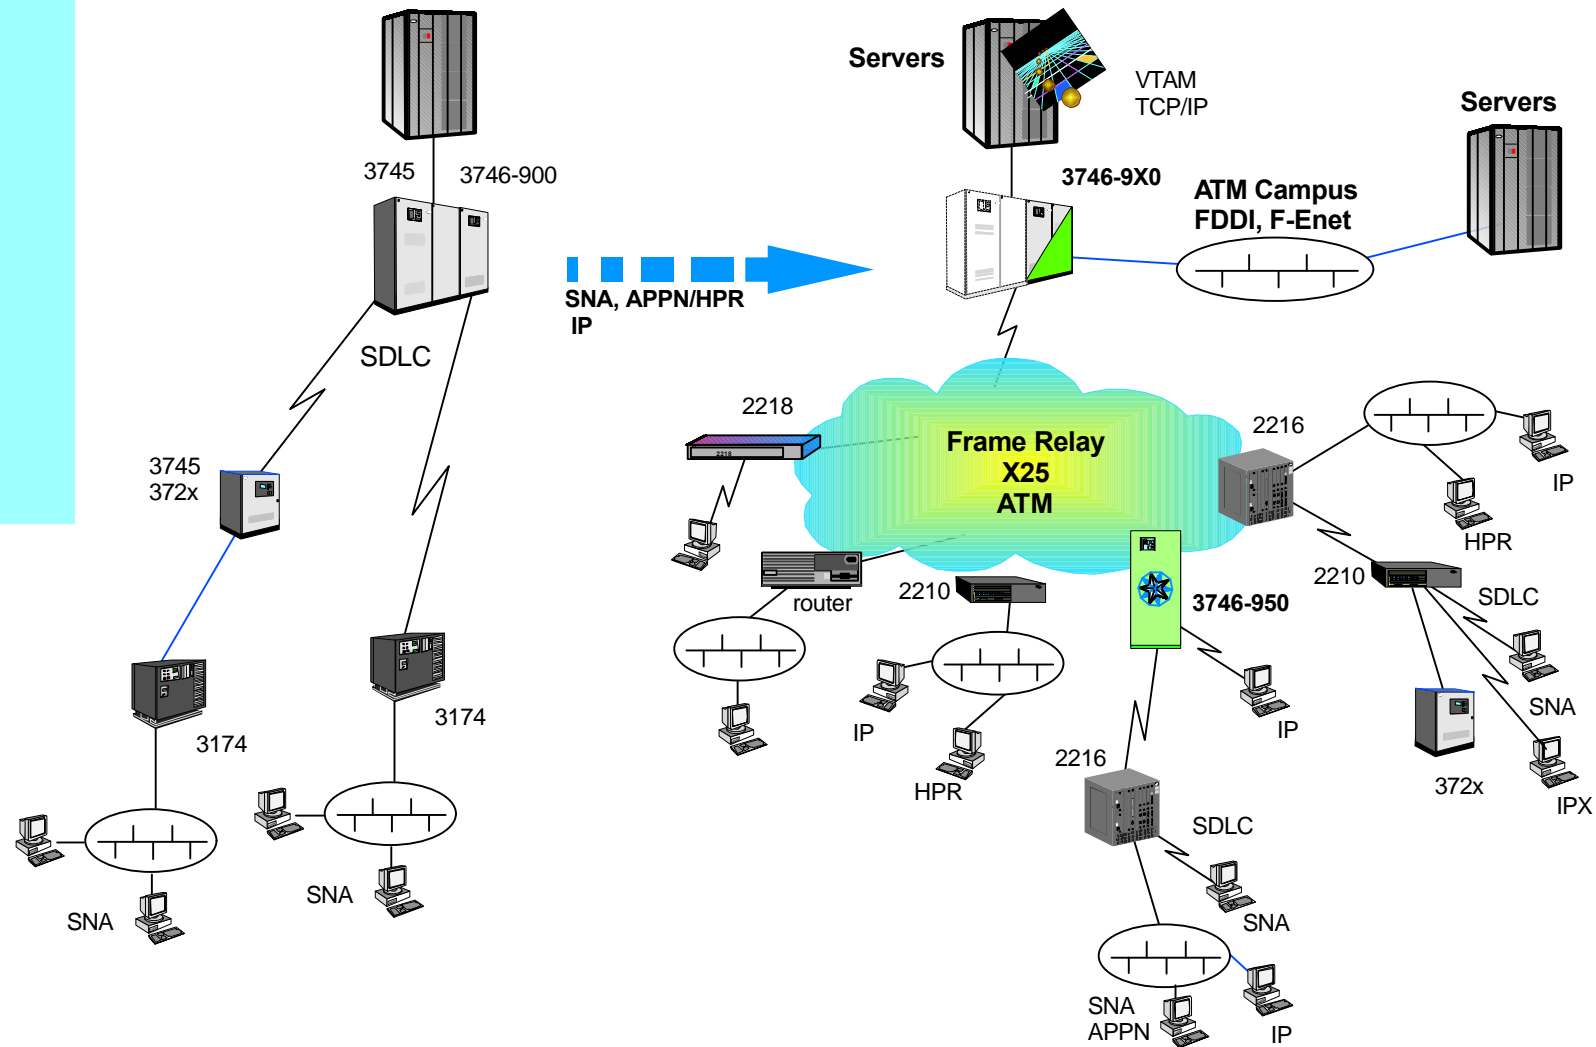 3745
3746-900
SDLC
3745
372x
3174
3174
SNA
SNA
SNA, APPN/HPR
IP
Servers
VTAM
TCP/IP
Servers
3746-9X0
ATM Campus
FDDI, F-Enet
Frame Relay
X25
ATM
2218
2218
router
2210
IP
HPR
3746-950
IP
2216
SDLC
SNA
SNA
APPN
IP
2216
IP
HPR
2210
SDLC
SNA
372x
IPX